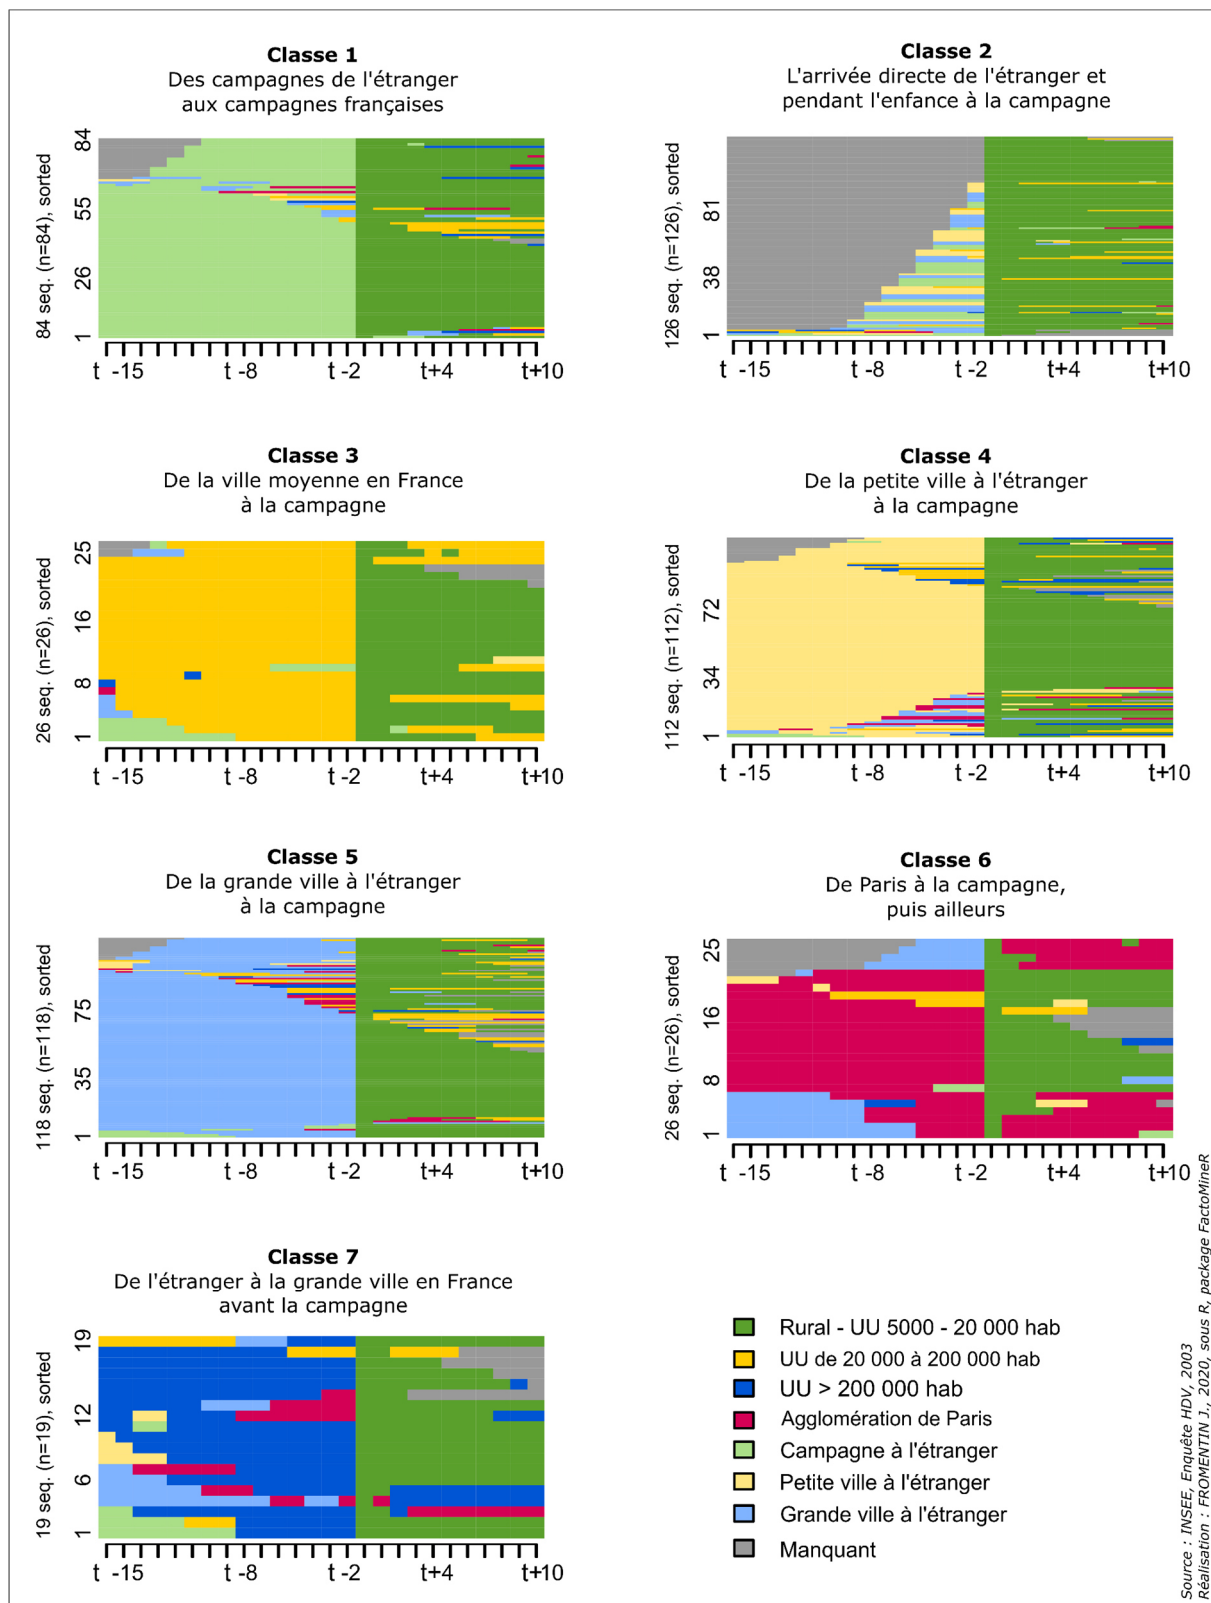 Classe 1
Des campagnes de l'étranger
aux campagnes françaises
84 seq. (n=84), sorted
84
55
26
1
t -15 t -8 t -2 t+4 t+10
Classe 2
L'arrivée directe de l'étranger et
pendant l'enfance à la campagne
126 seq. (n=126), sorted
81
38
1
t -15 t -8 t -2 t+4 t+10
Classe 3
De la ville moyenne en France
à la campagne
26 seq. (n=26), sorted
25
16
8
1
t -15 t -8 t -2 t+4 t+10
Classe 4
De la petite ville à l'étranger
à la campagne
112 seq. (n=112), sorted
72
34
1
t -15 t -8 t -2 t+4 t+10
Classe 5
De la grande ville à l'étranger
à la campagne
118 seq. (n=118), sorted
75
35
1
t -15 t -8 t -2 t+4 t+10
Classe 6
De Paris à la campagne,
puis ailleurs
26 seq. (n=26), sorted
25
16
8
1
t -15 t -8 t -2 t+4 t+10
Classe 7
De l'étranger à la grande ville en France
avant la campagne
19 seq. (n=19), sorted
19
12
6
1
t -15 t -8 t -2 t+4 t+10
Rural - UU 5000 - 20 000 hab
UU de 20 000 à 200 000 hab
UU > 200 000 hab
Agglomération de Paris
Campagne à l'étranger
Petite ville à l'étranger
Grande ville à l'étranger
Manquant
Source : INSEE, Enquête HDV, 2003
Réalisation : FROMENTIN J., 2020, sous R, package FactoMineR